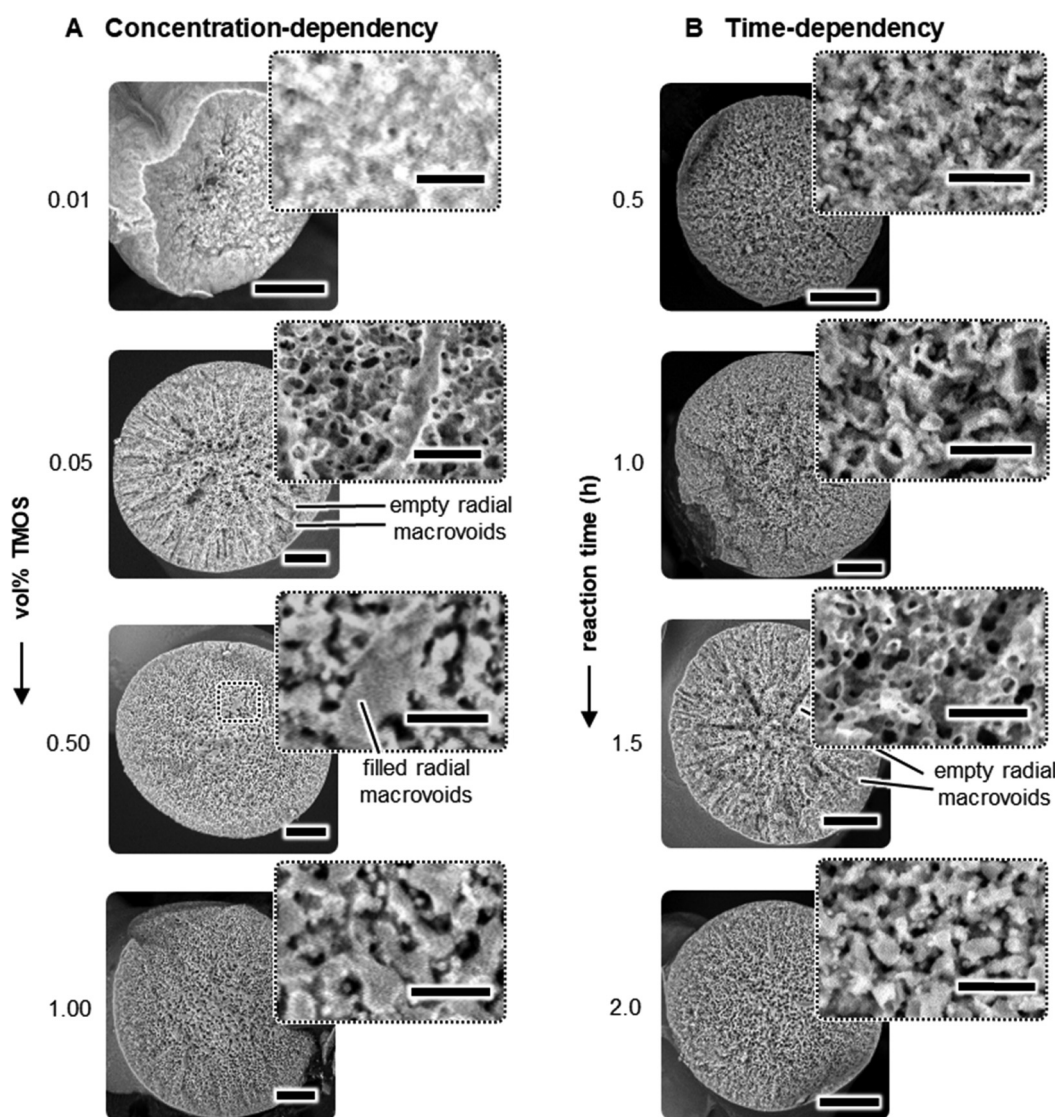 A Concentration-dependency
0.01
0.05
empty radial
macrovoids
vol% TMOS
0.50
filled radial
macrovoids
1.00
B Time-dependency
0.5
1.0
reaction time (h)
1.5
empty radial
macrovoids
2.0